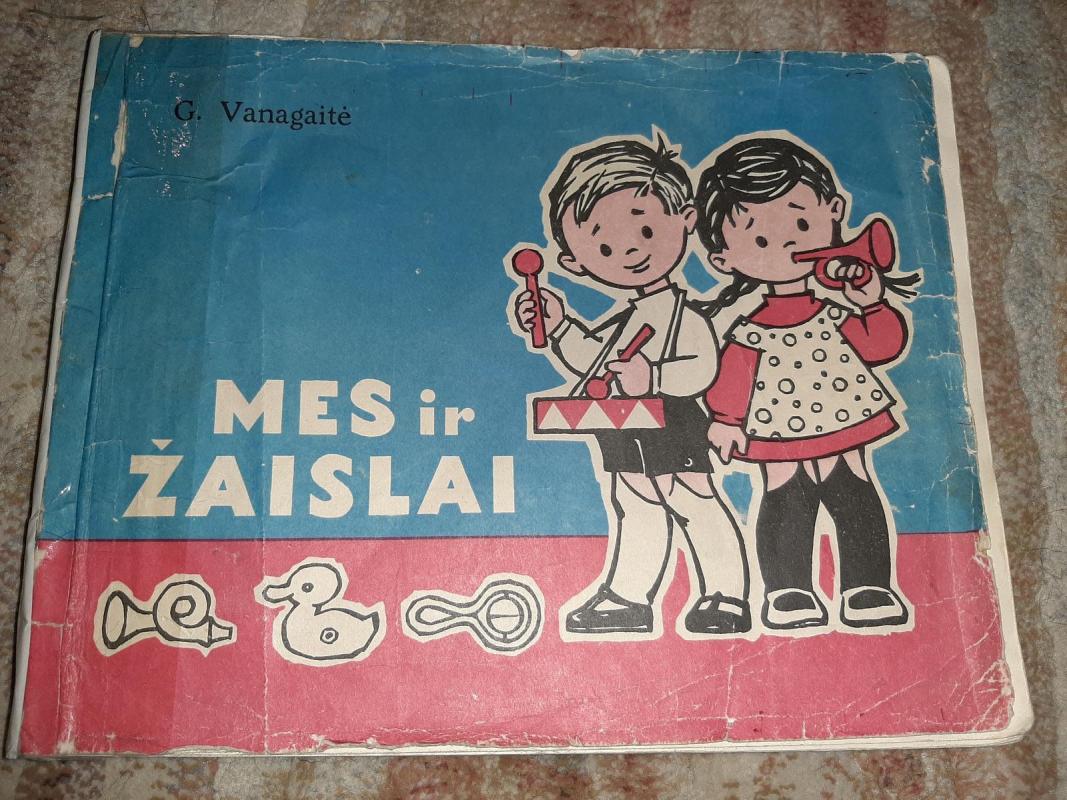 G. Vanagaitė
MES ir
ŽAISLAI